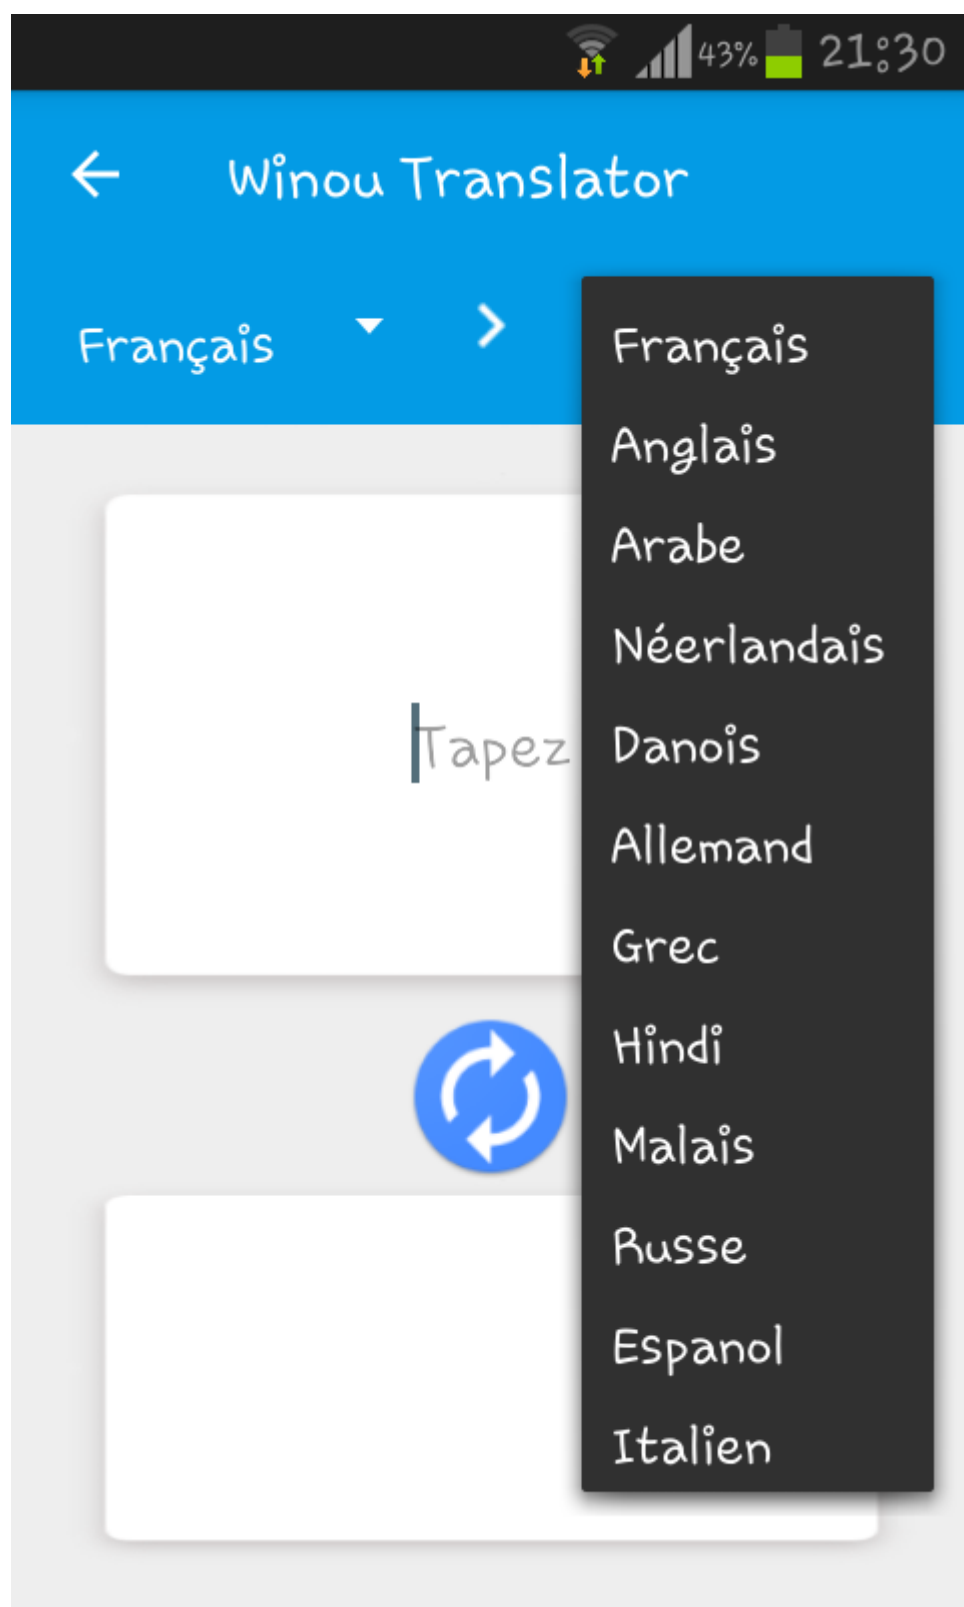 43% 21:30
Winou Translator
Français
Français
Anglais
Arabe
Néerlandais
Danois
Allemand
Grec
Hindi
Malais
Russe
Espanol
Italien
Tapez